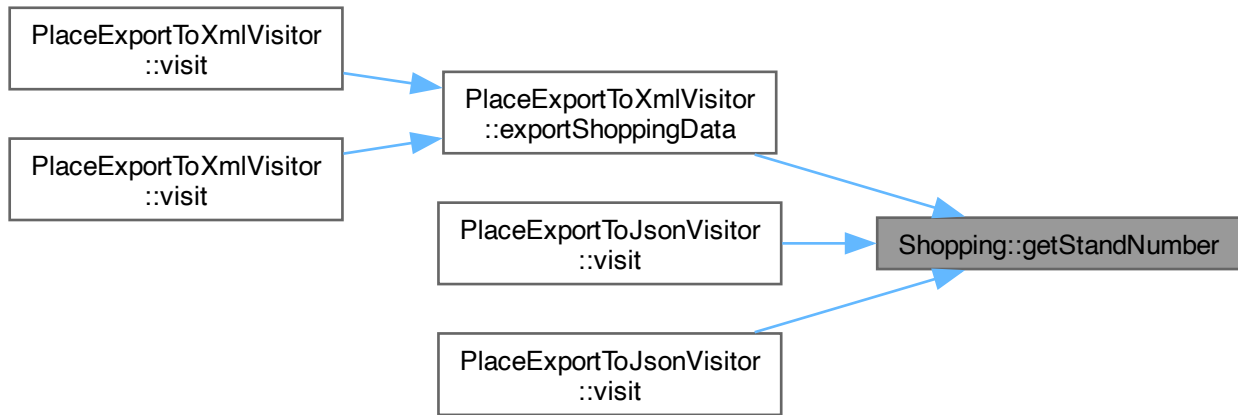 PlaceExportToXmlVisitor
::visit
PlaceExportToXmlVisitor
::visit
PlaceExportToXmlVisitor
::exportShoppingData
PlaceExportToJsonVisitor
::visit
PlaceExportToJsonVisitor
::visit
Shopping::getStandNumber